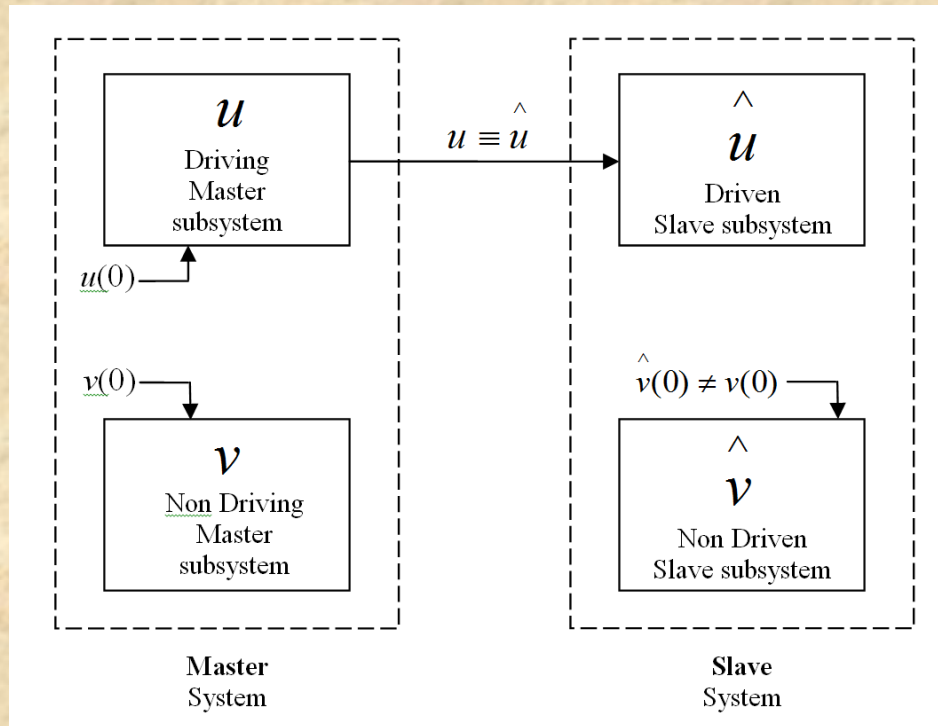 u
Driving
Master
subsystem
u(0)
v(0)
v
Non Driving
Master
subsystem
Master
System
u ≡ û
û
Driven
Slave subsystem
v̂(0) ≠ v(0)
v̂
Non Driven
Slave subsystem
Slave
System